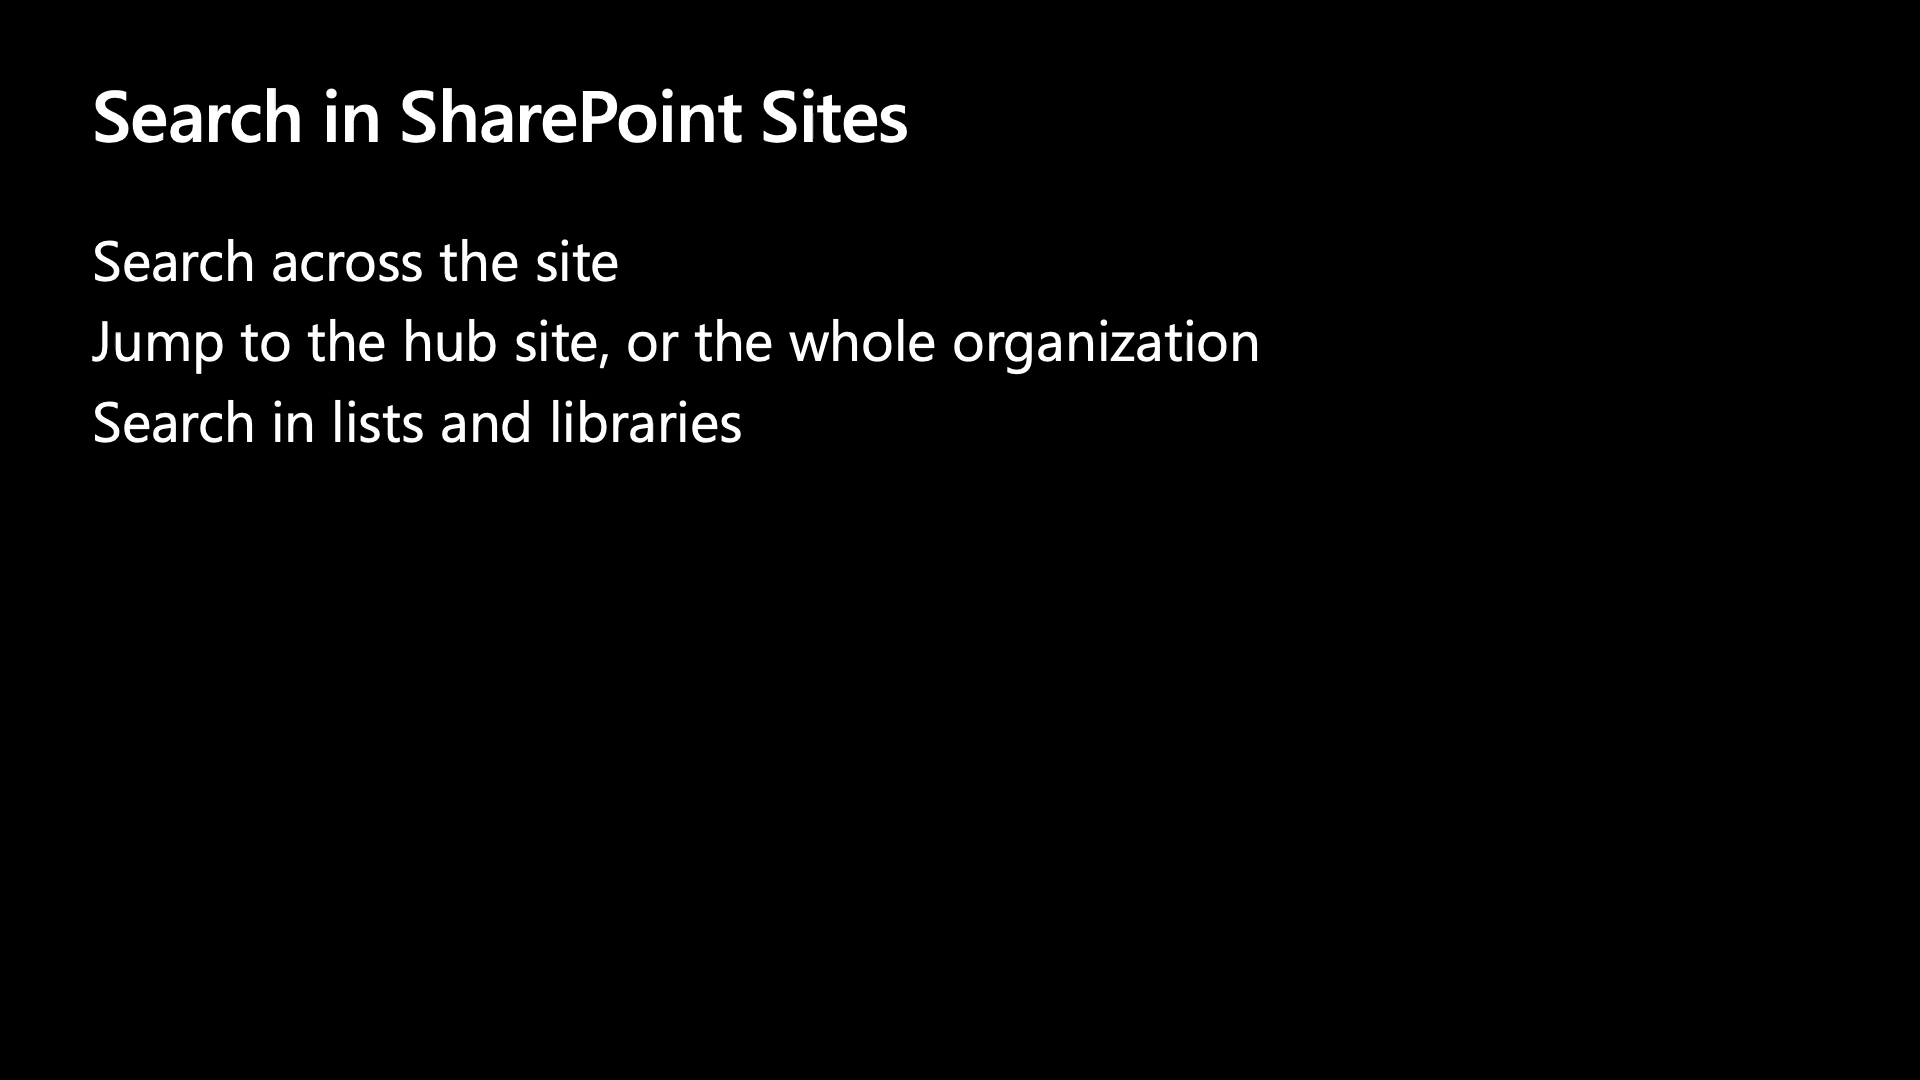 Search in SharePoint Sites
Search across the site
Jump to the hub site, or the whole organization
Search in lists and libraries